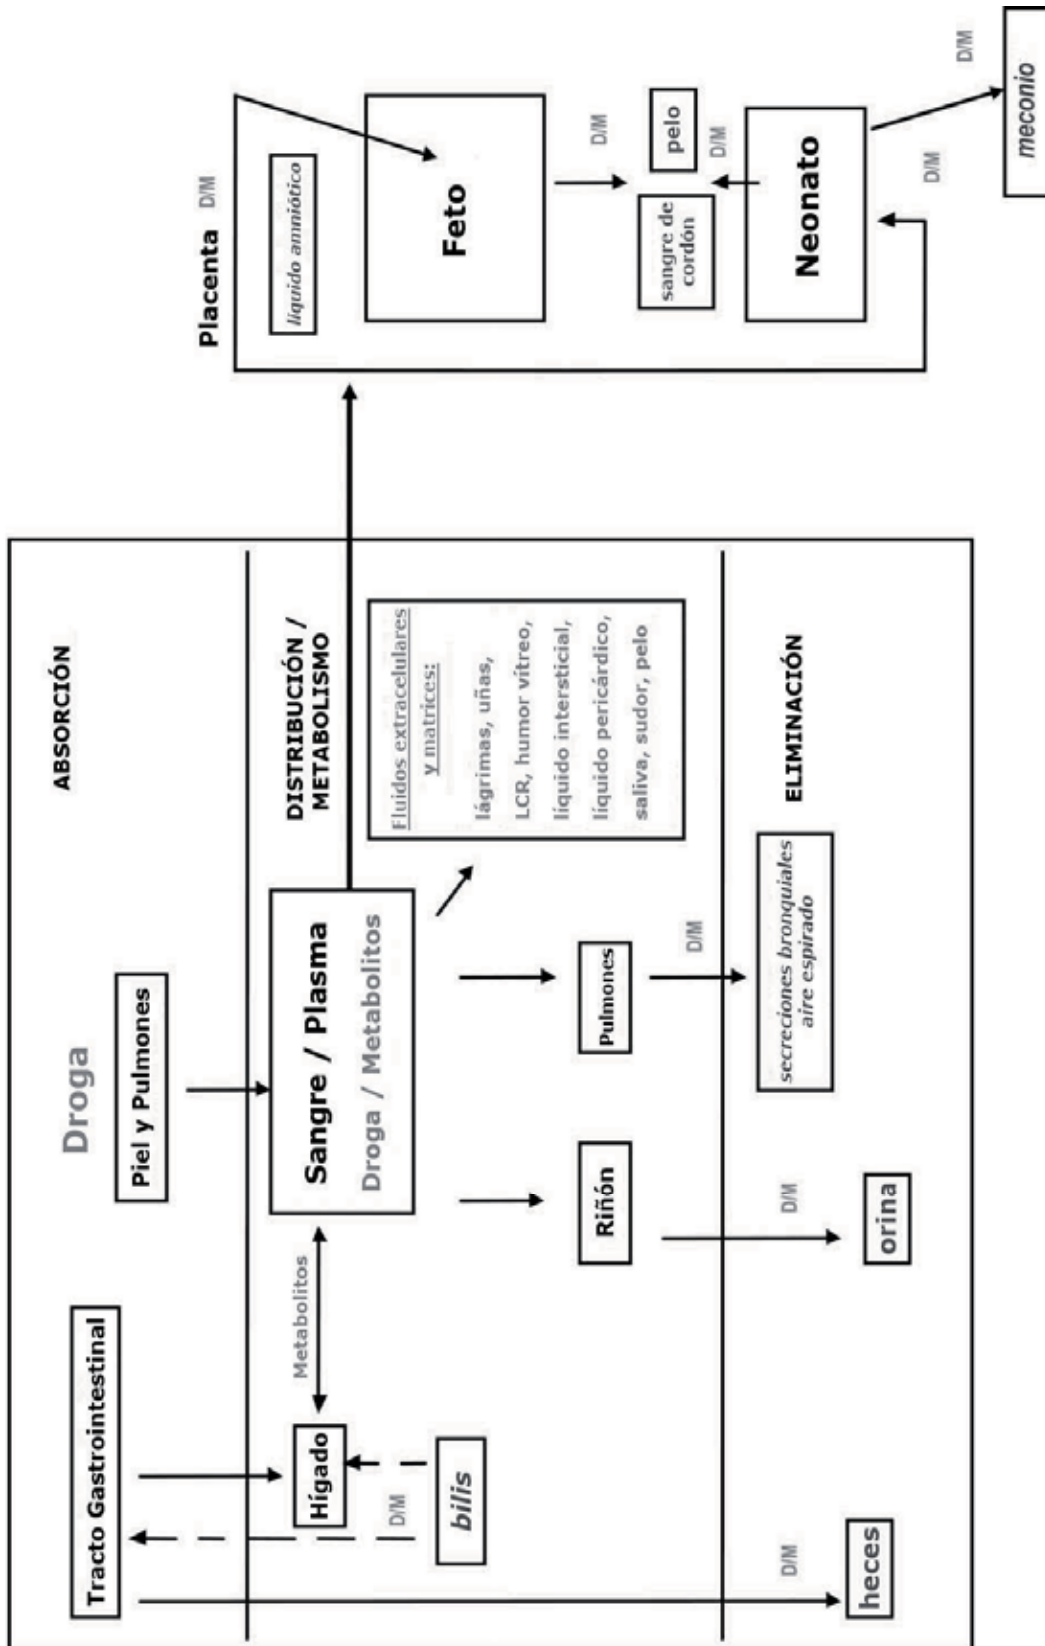 Droga
ABSORCIÓN
Tracto Gastrointestinal
Piel y Pulmones
DISTRIBUCIÓN /
METABOLISMO
Hígado
Metabolitos
Sangre / Plasma
Droga / Metabolitos
D/M
bilis
Fluidos extracelulares
y matrices:
lágrimas, uñas,
LCR, humor vítreo,
líquido intersticial,
líquido pericárdico,
saliva, sudor, pelo
Riñón
Pulmones
D/M
D/M
D/M
ELIMINACIÓN
heces
orina
secreciones bronquiales
aire espirado
Placenta
D/M
líquido amniótico
Feto
D/M
sangre de
cordón
pelo
D/M
Neonato
D/M
D/M
meconio